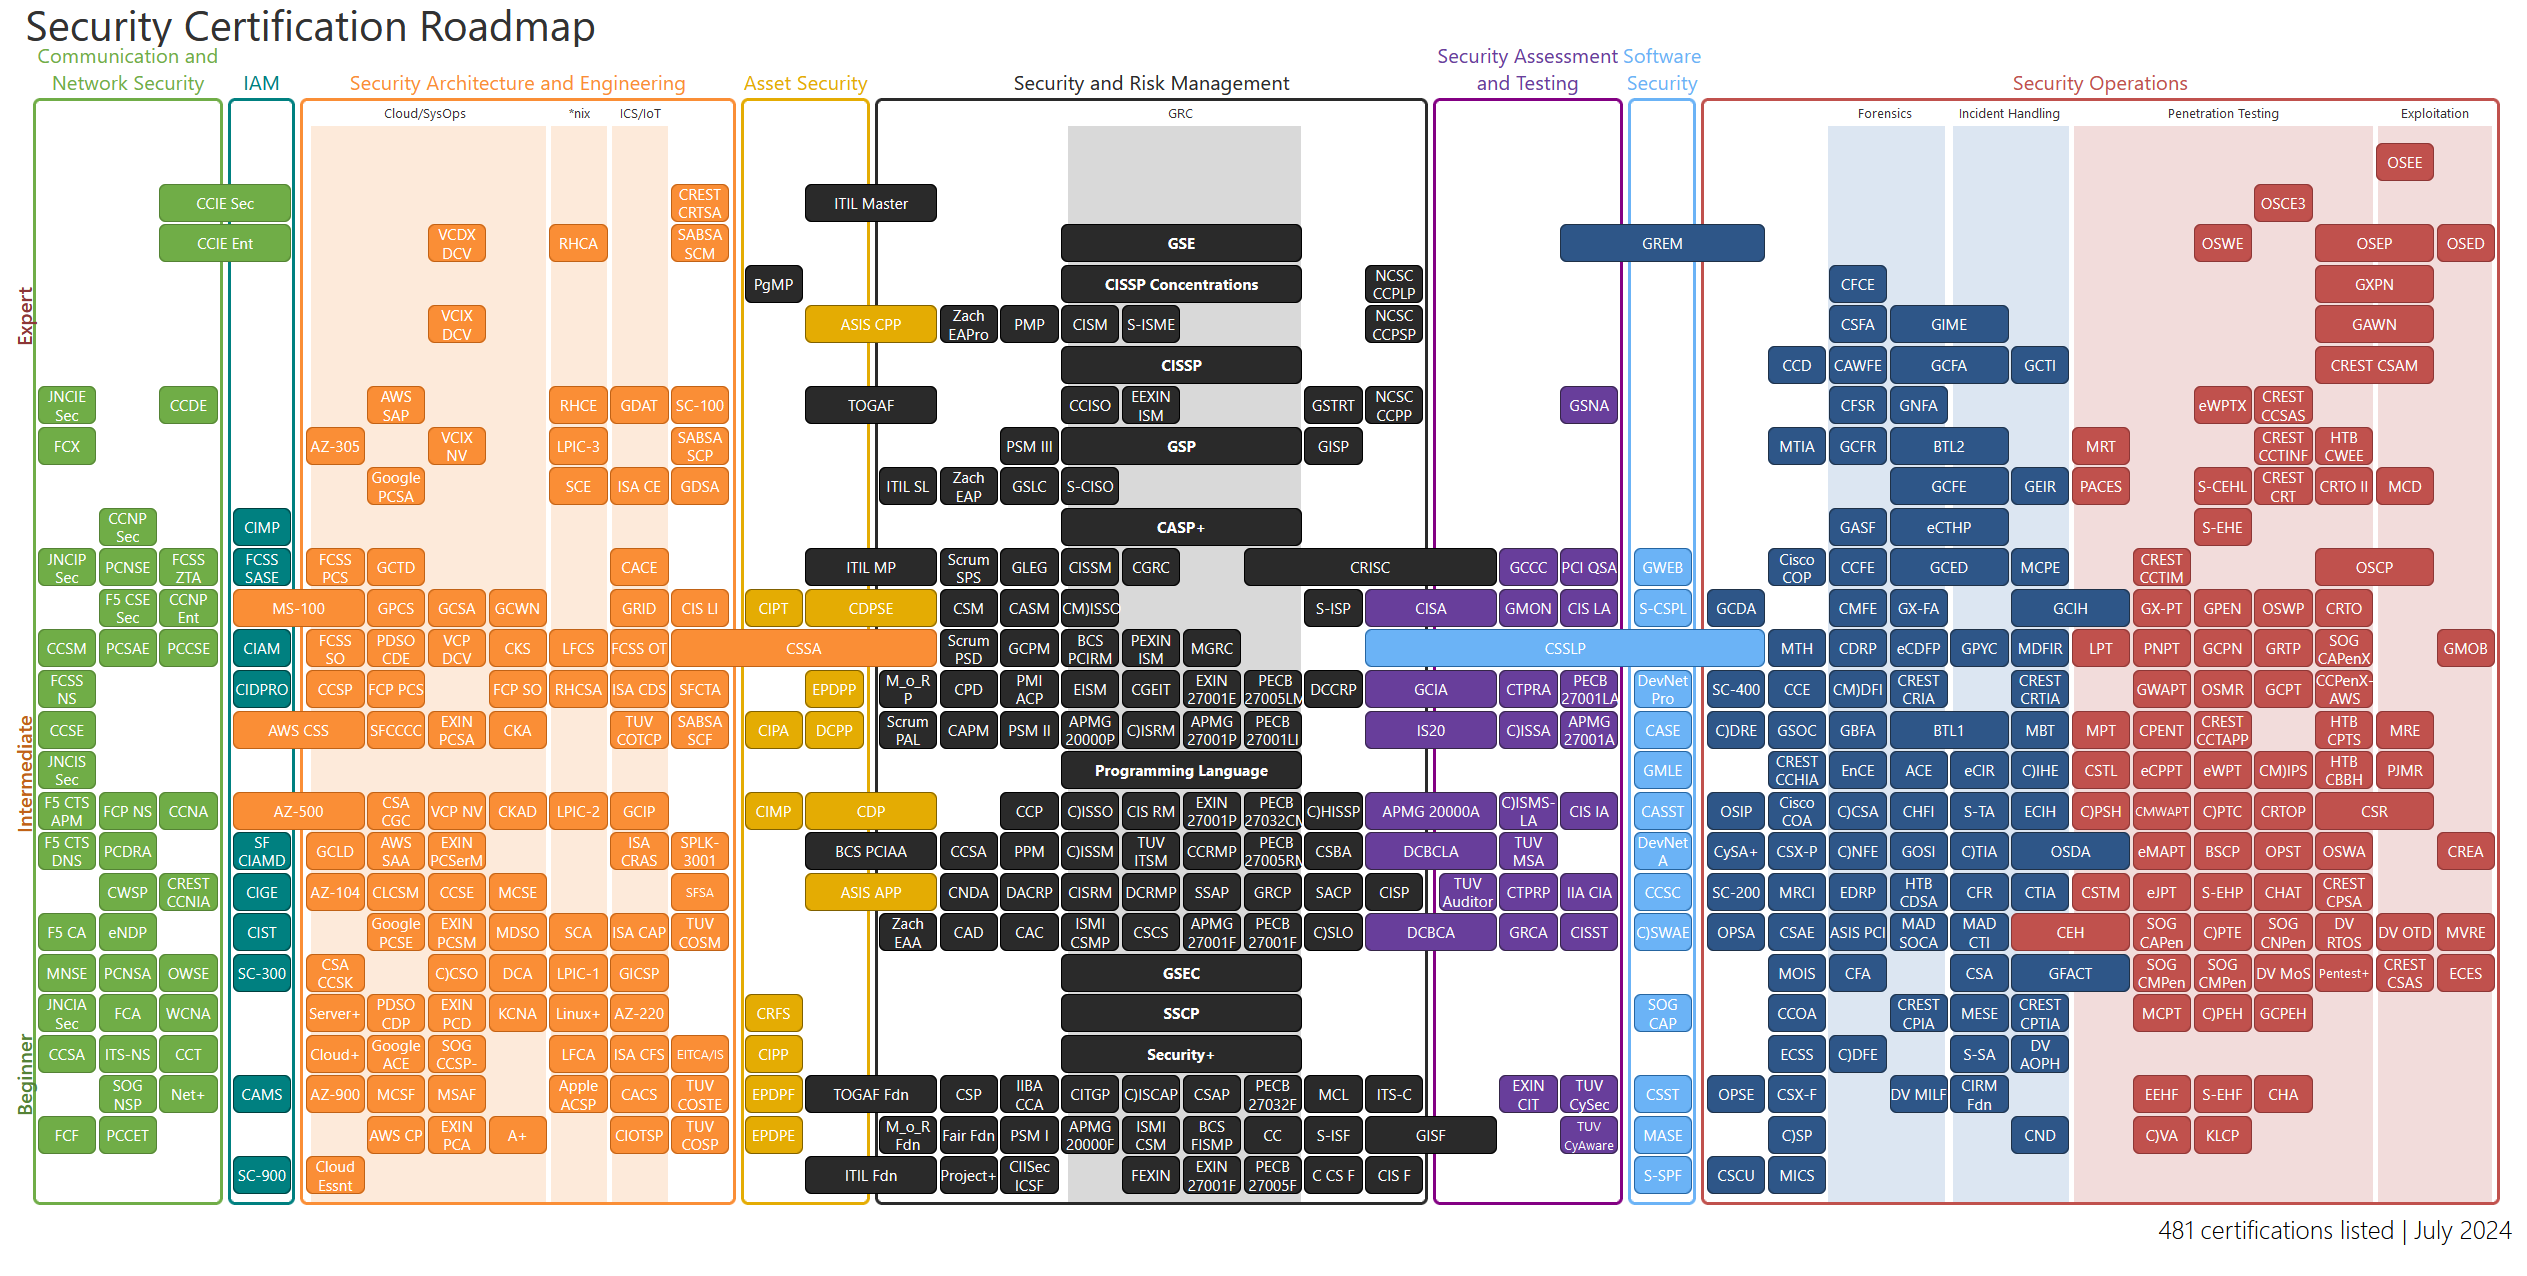 Security Certification Roadmap
Communication and
Network Security
IAM
Security Architecture and Engineering
Asset Security
Security and Risk Management
Security Assessment
and Testing
Software
Security
Security Operations
Cloud/SysOps
*nix
ICS/IoT
GRC
Forensics
Incident Handling
Penetration Testing
Exploitation
Expert
Intermediate
Beginner
OSEE
CCIE Sec
CREST
CRTSA
ITIL Master
OSCE3
CCIE Ent
VCDX
DCV
RHCA
SABSA
SCM
GSE
GREM
OSWE
OSEP
OSED
PgMP
CISSP Concentrations
NCSC
CCPLP
CFCE
GXPN
VCIX
DCV
ASIS CPP
Zach
EAPro
PMP
CISM
S-ISME
NCSC
CCPSP
CSFA
GIME
GAWN
CISSP
CCD
CAWFE
GCFA
GCTI
CREST CSAM
JNCIE
Sec
CCDE
AWS
SAP
RHCE
GDAT
SC-100
TOGAF
CCISO
EEXIN
ISM
GSTRT
NCSC
CCPP
GSNA
CFSR
GNFA
eWPTX
CREST
CCSAS
FCX
AZ-305
VCIX
NV
LPIC-3
SABSA
SCP
PSM III
GSP
GISP
MTIA
GCFR
BTL2
MRT
CREST
CCTINF
HTB
CWEE
Google
PCSA
SCE
ISA CE
GDSA
ITIL SL
Zach
EAP
GSLC
S-CISO
GCFE
GEIR
PACES
S-CEHL
CREST
CRT
CRTO II
MCD
CCNP
Sec
CIMP
CASP+
GASF
eCTHP
S-EHE
JNCIP
Sec
PCNSE
FCSS
ZTA
FCSS
SASE
FCSS
PCS
GCTD
CACE
ITIL MP
Scrum
SPS
GLEG
CISSM
CGRC
CRISC
GCCC
PCI QSA
GWEB
Cisco
COP
CCFE
GCED
MCPE
CREST
CCTIM
OSCP
F5 CSE
Sec
CCNP
Ent
MS-100
GPCS
GCSA
GCWN
GRID
CIS LI
CIPT
CDPSE
CSM
CASM
CM)ISSO
S-ISP
CISA
GMON
CIS LA
S-CSPL
GCDA
CMFE
GX-FA
GCIH
GX-PT
GPEN
OSWP
CRTO
CCSM
PCSAE
PCCSE
CIAM
FCSS
SO
PDSO
CDE
VCP
DCV
CKS
LFCS
FCSS OT
CSSA
Scrum
PSD
GCPM
BCS
PCIRM
PEXIN
ISM
MGRC
CSSLP
MTH
CDRP
eCDFP
GPYC
MDFIR
LPT
PNPT
GCPN
GRTP
SOG
CAPenX
GMOB
FCSS
NS
CIDPRO
CCSP
FCP PCS
FCP SO
RHCSA
ISA CDS
SFCTA
EPDPP
M_o_R
P
CPD
PMI
ACP
EISM
CGEIT
EXIN
27001E
PECB
27005LM
DCCRP
GCIA
CTPRA
PECB
27001LA
DevNet
Pro
SC-400
CCE
CM)DFI
CREST
CRIA
CREST
CRTIA
GWAPT
OSMR
GCPT
CCPenX-
AWS
CCSE
AWS CSS
SFCCCC
EXIN
PCSA
CKA
TUV
COTCP
SABSA
SCF
CIPA
DCPP
Scrum
PAL
CAPM
PSM II
APMG
20000P
C)ISRM
APMG
27001P
PECB
27001LI
IS20
C)ISSA
APMG
27001A
CASE
C)DRE
GSOC
GBFA
BTL1
MBT
MPT
CPENT
CREST
CCTAPP
HTB
CPTS
MRE
JNCIS
Sec
Programming Language
GMLE
CREST
CCHIA
EnCE
ACE
eCIR
C)IHE
CSTL
eCPPT
eWPT
CM)IPS
HTB
CBBH
PJMR
F5 CTS
APM
FCP NS
CCNA
AZ-500
CSA
CGC
VCP NV
CKAD
LPIC-2
GCIP
CIMP
CDP
CCP
C)ISSO
CIS RM
EXIN
27001P
PECB
27032CM
C)HISSP
APMG 20000A
C)ISMS-
LA
CIS IA
CASST
OSIP
Cisco
COA
C)CSA
CHFI
S-TA
ECIH
C)PSH
CMWAPT
C)PTC
CRTOP
CSR
F5 CTS
DNS
PCDRA
SF
CIAMD
GCLD
AWS
SAA
EXIN
PCSerM
ISA
CRAS
SPLK-
3001
BCS PCIAA
CCSA
PPM
C)ISSM
TUV
ITSM
CCRMP
PECB
27005RM
CSBA
DCBCLA
TUV
MSA
DevNet
A
CySA+
CSX-P
C)NFE
GOSI
C)TIA
OSDA
eMAPT
BSCP
OPST
OSWA
CREA
CWSP
CREST
CCNIA
CIGE
AZ-104
CLCSM
CCSE
MCSE
SFSA
ASIS APP
CNDA
DACRP
CISRM
DCRMP
SSAP
GRCP
SACP
CISP
TUV
Auditor
CTPRP
IIA CIA
CCSC
SC-200
MRCI
EDRP
HTB
CDSA
CFR
CTIA
CSTM
eJPT
S-EHP
CHAT
CREST
CPSA
F5 CA
eNDP
CIST
Google
PCSE
EXIN
PCSM
MDSO
SCA
ISA CAP
TUV
COSM
Zach
EAA
CAD
CAC
ISMI
CSMP
CSCS
APMG
27001F
PECB
27001F
C)SLO
DCBCA
GRCA
CISST
C)SWAE
OPSA
CSAE
ASIS PCI
MAD
SOCA
MAD
CTI
CEH
SOG
CAPen
C)PTE
SOG
CNPen
DV
RTOS
DV OTD
MVRE
MNSE
PCNSA
OWSE
SC-300
CSA
CCSK
C)CSO
DCA
LPIC-1
GICSP
GSEC
MOIS
CFA
CSA
GFACT
SOG
CMPen
SOG
CMPen
DV MoS
Pentest+
CREST
CSAS
ECES
JNCIA
Sec
FCA
WCNA
Server+
PDSO
CDP
EXIN
PCD
KCNA
Linux+
AZ-220
CRFS
SSCP
SOG
CAP
CCOA
CREST
CPIA
MESE
CREST
CPTIA
MCPT
C)PEH
GCPEH
CCSA
ITS-NS
CCT
Cloud+
Google
ACE
SOG
CCSP-
LFCA
ISA CFS
EITCA/IS
CIPP
Security+
ECSS
C)DFE
S-SA
DV
AOPH
SOG
NSP
Net+
CAMS
AZ-900
MCSF
MSAF
Apple
ACSP
CACS
TUV
COSTE
EPDPF
TOGAF Fdn
CSP
IIBA
CCA
CITGP
C)ISCAP
CSAP
PECB
27032F
MCL
ITS-C
EXIN
CIT
TUV
CySec
CSST
OPSE
CSX-F
DV MILF
CIRM
Fdn
EEHF
S-EHF
CHA
FCF
PCCET
AWS CP
EXIN
PCA
A+
CIOTSP
TUV
COSP
EPDPE
M_o_R
Fdn
Fair Fdn
PSM I
APMG
20000F
ISMI
CSM
BCS
FISMP
CC
S-ISF
GISF
TUV
CyAware
MASE
C)SP
CND
C)VA
KLCP
SC-900
Cloud
Essnt
ITIL Fdn
Project+
CIISec
ICSF
FEXIN
EXIN
27001F
PECB
27005F
C CS F
CIS F
S-SPF
CSCU
MICS
481 certifications listed | July 2024